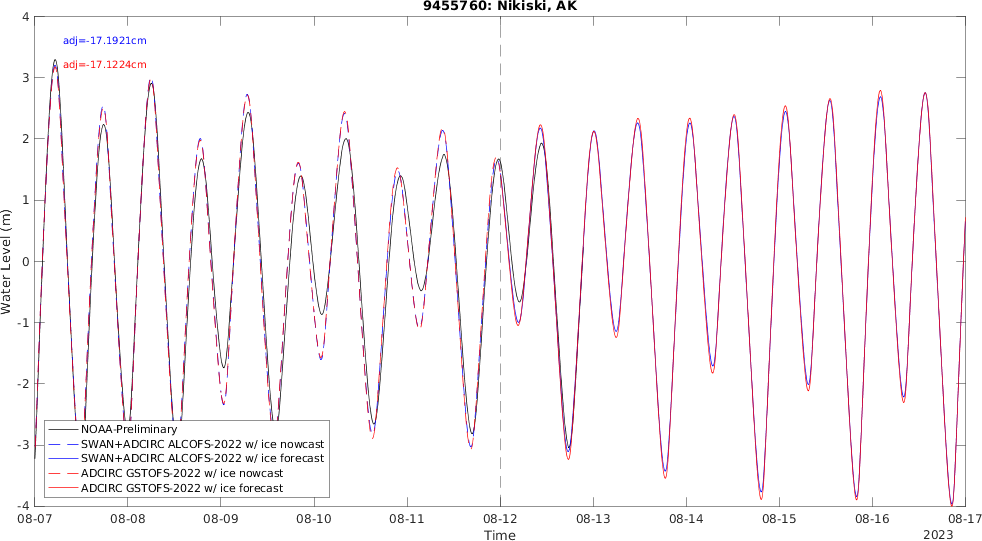 9455760: Nikiski, AK
adj=-17.1921cm
adj=-17.1224cm
Water Level (m)
4
3
2
1
0
-1
-2
-3
-4
NOAA-Preliminary
SWAN+ADCIRC ALCOFS-2022 w/ ice nowcast
SWAN+ADCIRC ALCOFS-2022 w/ ice forecast
ADCIRC GSTOFS-2022 w/ ice nowcast
ADCIRC GSTOFS-2022 w/ ice forecast
08-07 08-08 08-09 08-10 08-11 08-12 08-13 08-14 08-15 08-16 08-17
Time
2023